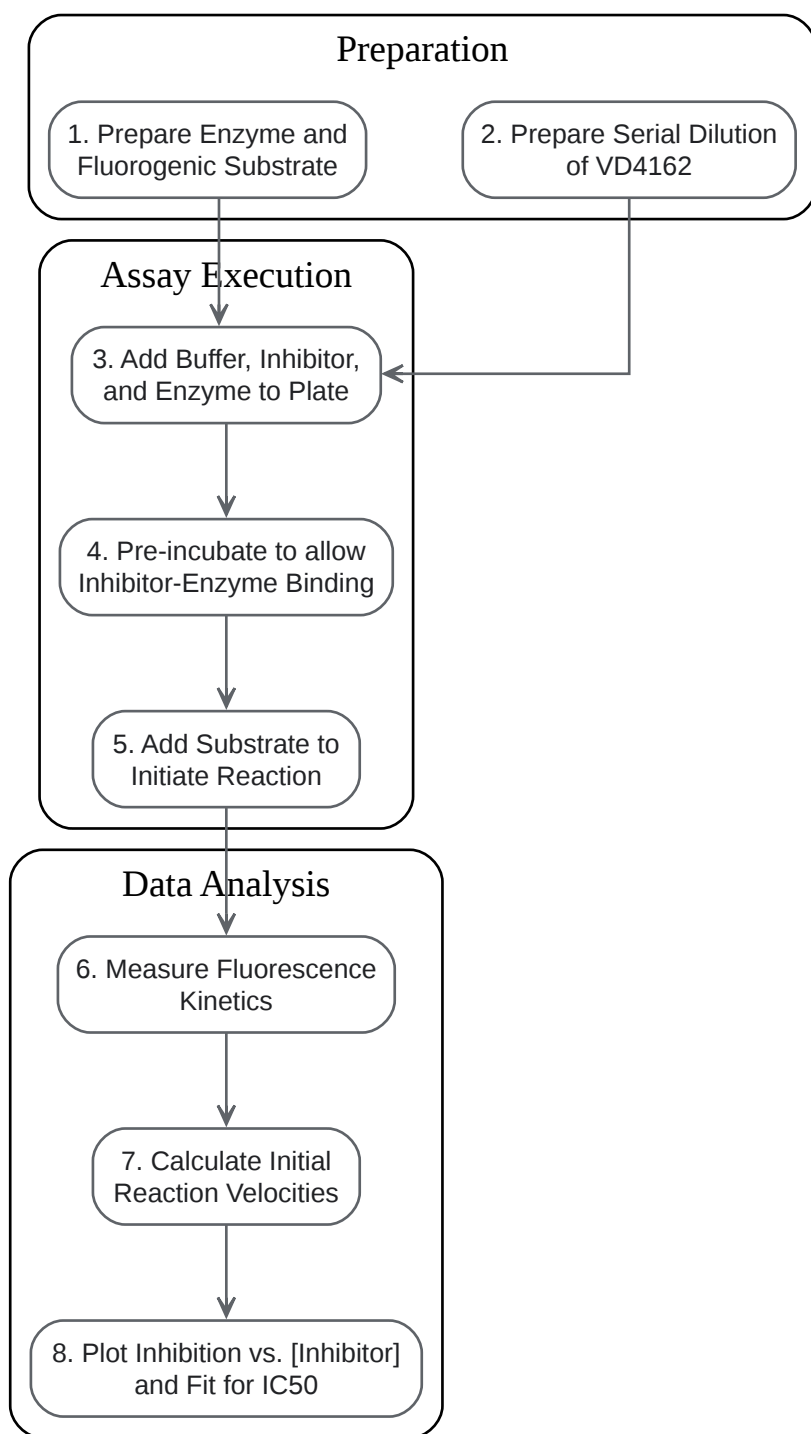 Preparation
1. Prepare Enzyme and
Fluorogenic Substrate
2. Prepare Serial Dilution
of VD4162
Assay Execution
3. Add Buffer, Inhibitor,
and Enzyme to Plate
4. Pre-incubate to allow
Inhibitor-Enzyme Binding
5. Add Substrate to
Initiate Reaction
Data Analysis
6. Measure Fluorescence
Kinetics
7. Calculate Initial
Reaction Velocities
8. Plot Inhibition vs. [Inhibitor]
and Fit for IC50